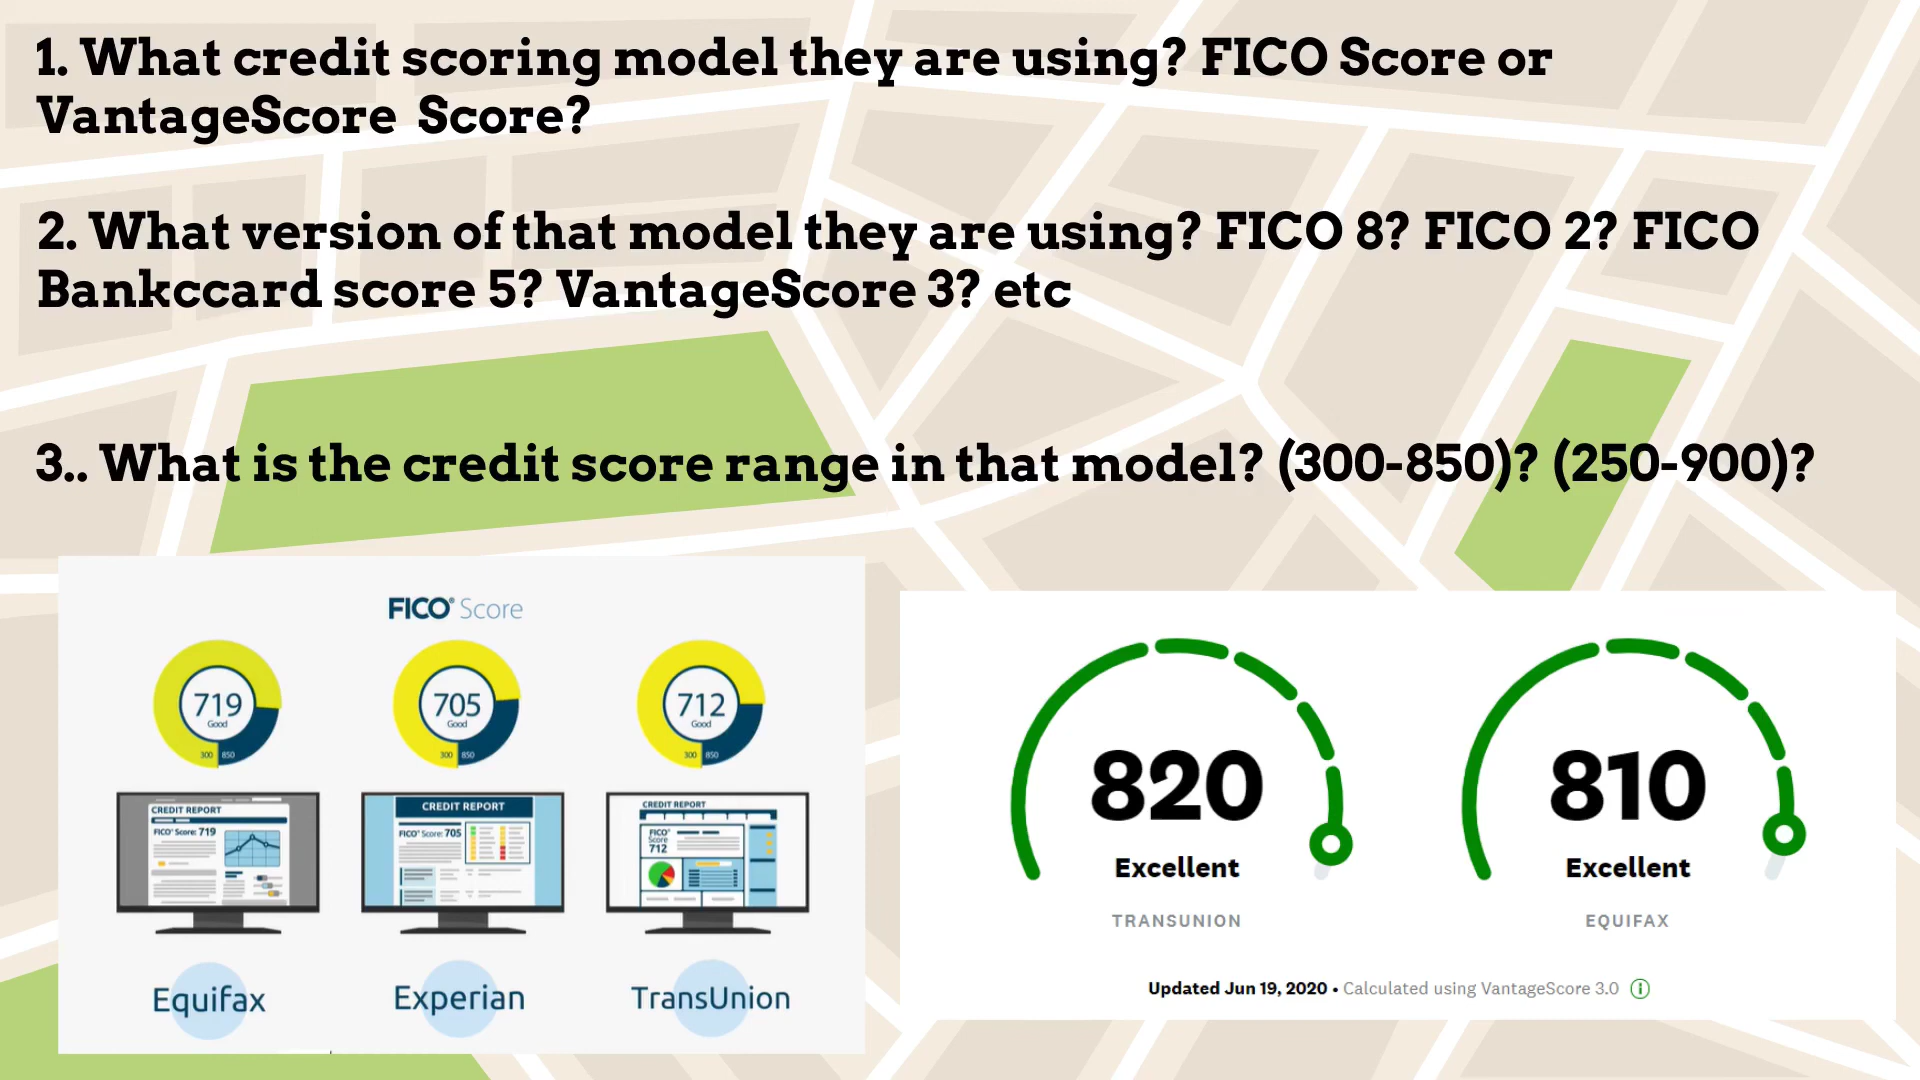 1. What credit scoring model they are using? FICO Score or
VantageScore Score?
2. What version of that model they are using? FICO 8? FICO 2? FICO
Bankccard score 5? VantageScore 3? etc
3.. What is the credit score range in that model? (300-850)? (250-900)?
FICO® Score
719
Good
300 850
705
Good
300 850
712
Good
300 850
CREDIT REPORT
FICO® Score: 719
CREDIT REPORT
FICO® Score: 705
CREDIT REPORT
FICO®
Score
712
Equifax
Experian
TransUnion
820
Excellent
TRANSUNION
810
Excellent
EQUIFAX
Updated Jun 19, 2020 • Calculated using VantageScore 3.0